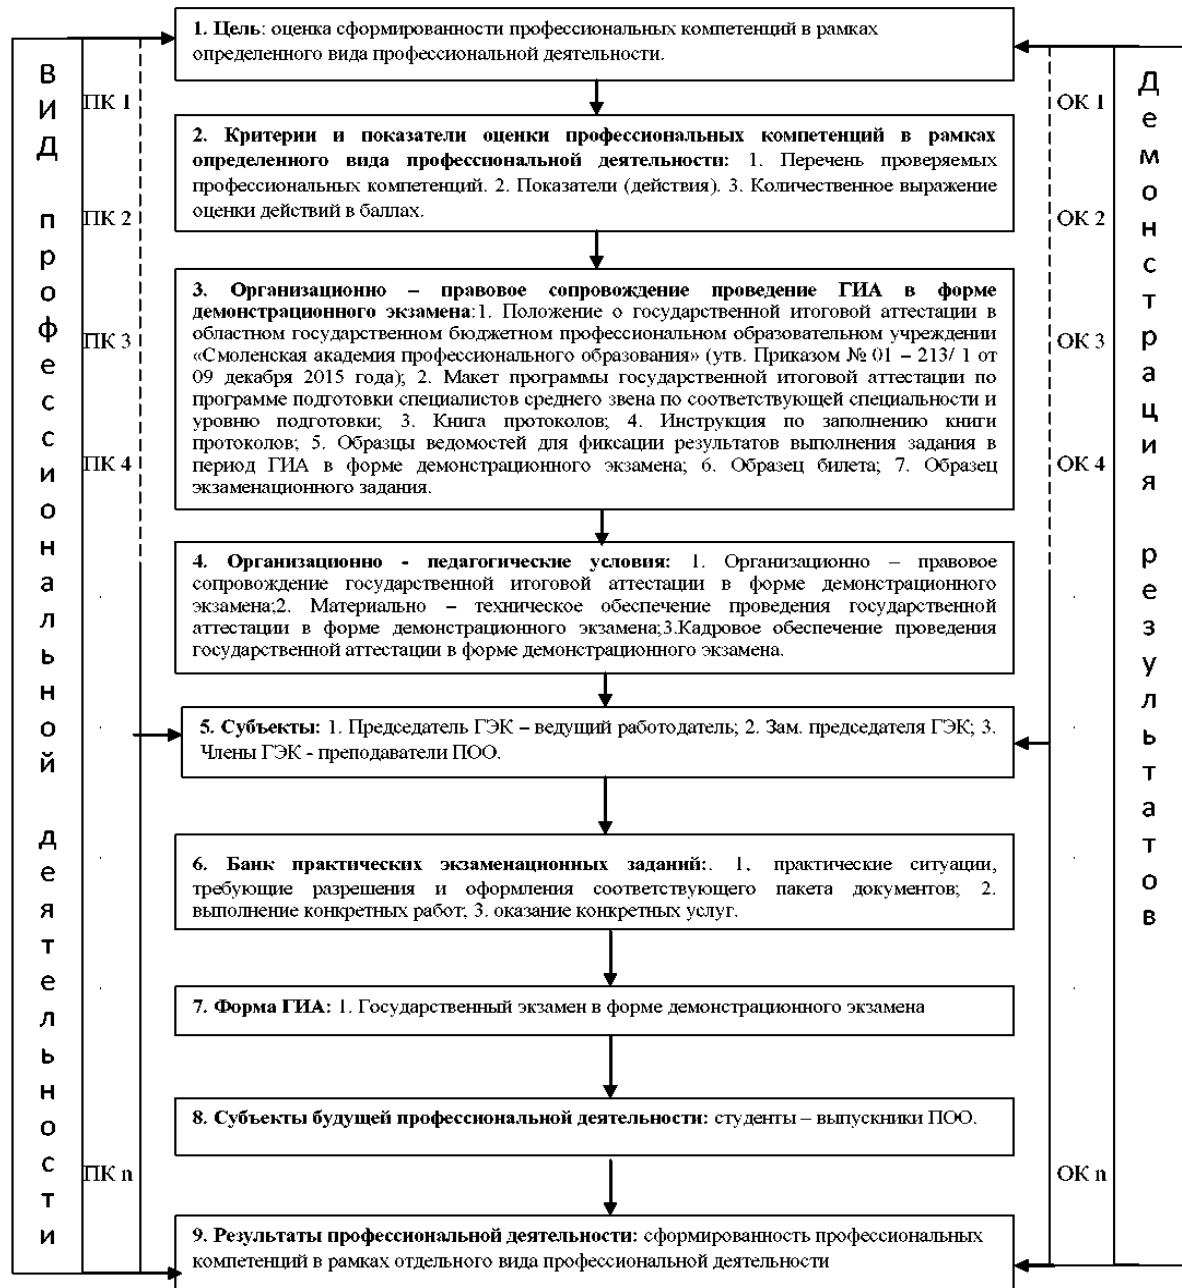 1. Цель: оценка сформированности профессиональных компетенций в рамках
определенного вида профессиональной деятельности.
2. Критерии и показатели оценки профессиональных компетенций в рамках
определенного вида профессиональной деятельности: 1. Перечень проверяемых
профессиональных компетенций. 2. Показатели (действия). 3. Количественное выражение
оценки действий в баллах.
3. Организационно – правовое сопровождение проведение ГИА в форме
демонстрационного экзамена:1. Положение о государственной итоговой аттестации в
областном государственном бюджетном профессиональном образовательном учреждении
«Смоленская академия профессионального образования» (утв. Приказом № 01 – 213/ 1 от
09 декабря 2015 года); 2. Макет программы государственной итоговой аттестации по
программе подготовки специалистов среднего звена по соответствующей специальности и
уровню подготовки; 3. Книга протоколов; 4. Инструкция по заполнению книги
протоколов; 5. Образцы ведомостей для фиксации результатов выполнения задания в
период ГИА в форме демонстрационного экзамена; 6. Образец билета; 7. Образец
экзаменационного задания.
4. Организационно - педагогические условия: 1. Организационно – правовое
сопровождение государственной итоговой аттестации в форме демонстрационного
экзамена;2. Материально – техническое обеспечение проведения государственной
аттестации в форме демонстрационного экзамена;3.Кадровое обеспечение проведения
государственной аттестации в форме демонстрационного экзамена.
5. Субъекты: 1. Председатель ГЭК – ведущий работодатель; 2. Зам. председателя ГЭК; 3.
Члены ГЭК - преподаватели ПОО.
6. Банк практических экзаменационных заданий:. 1. практические ситуации,
требующие разрешения и оформления соответствующего пакета документов; 2.
выполнение конкретных работ; 3. оказание конкретных услуг.
7. Форма ГИА: 1. Государственный экзамен в форме демонстрационного экзамена
8. Субъекты будущей профессиональной деятельности: студенты – выпускники ПОО.
9. Результаты профессиональной деятельности: сформированность профессиональных
компетенций в рамках отдельного вида профессиональной деятельности
ВИД профессиональной деятельности
ПК 1
ПК 2
ПК 3
ПК 4
ПК n
ОК 1
ОК 2
ОК 3
ОК 4
ОК n
Демонстрация результатов